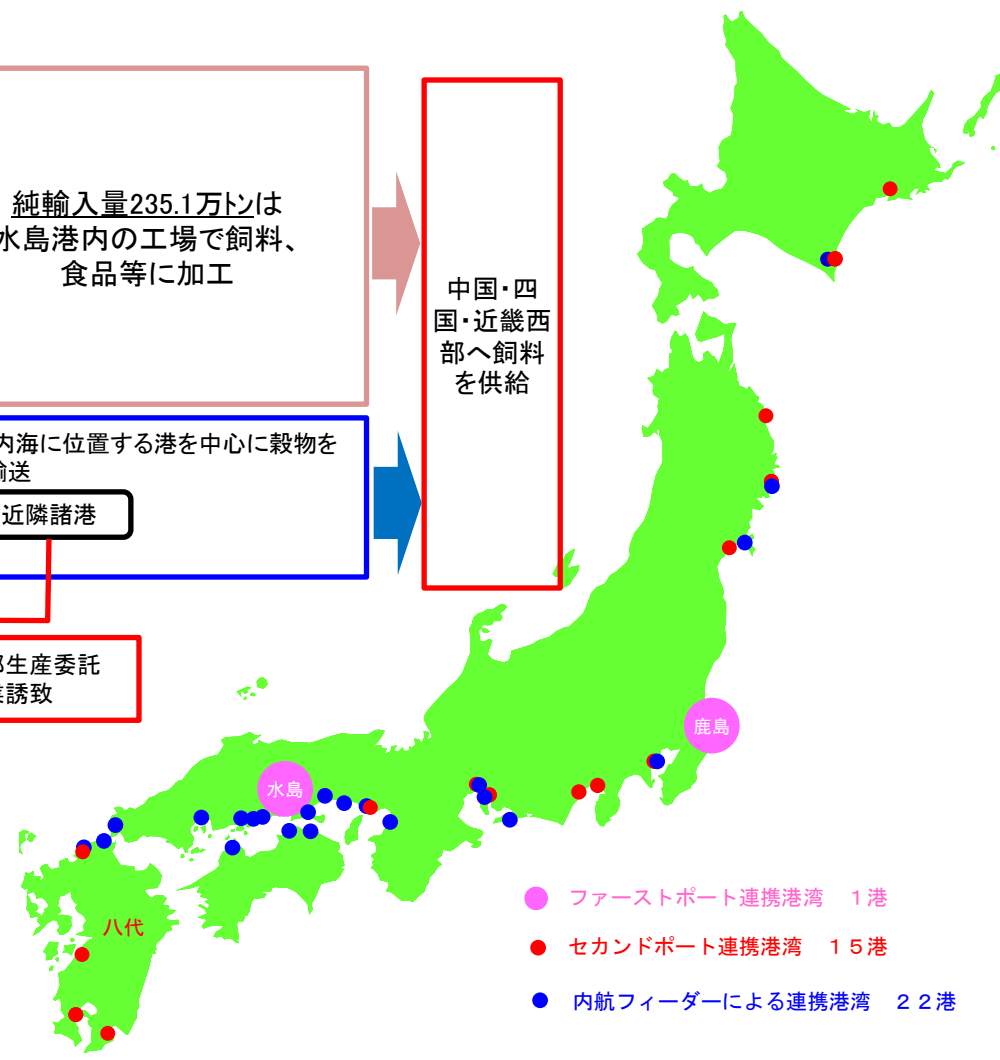 純輸入量235.1万トンは
水島港内の工場で飼料、
食品等に加工
中国・四
国・近畿西
部へ飼料
を供給
内海に位置する港を中心に穀物を
輸送
近隣諸港
部生産委託
業誘致
鹿島
水島
八代
ファーストポート連携港湾　１港
セカンドポート連携港湾　１５港
内航フィーダーによる連携港湾　２２港